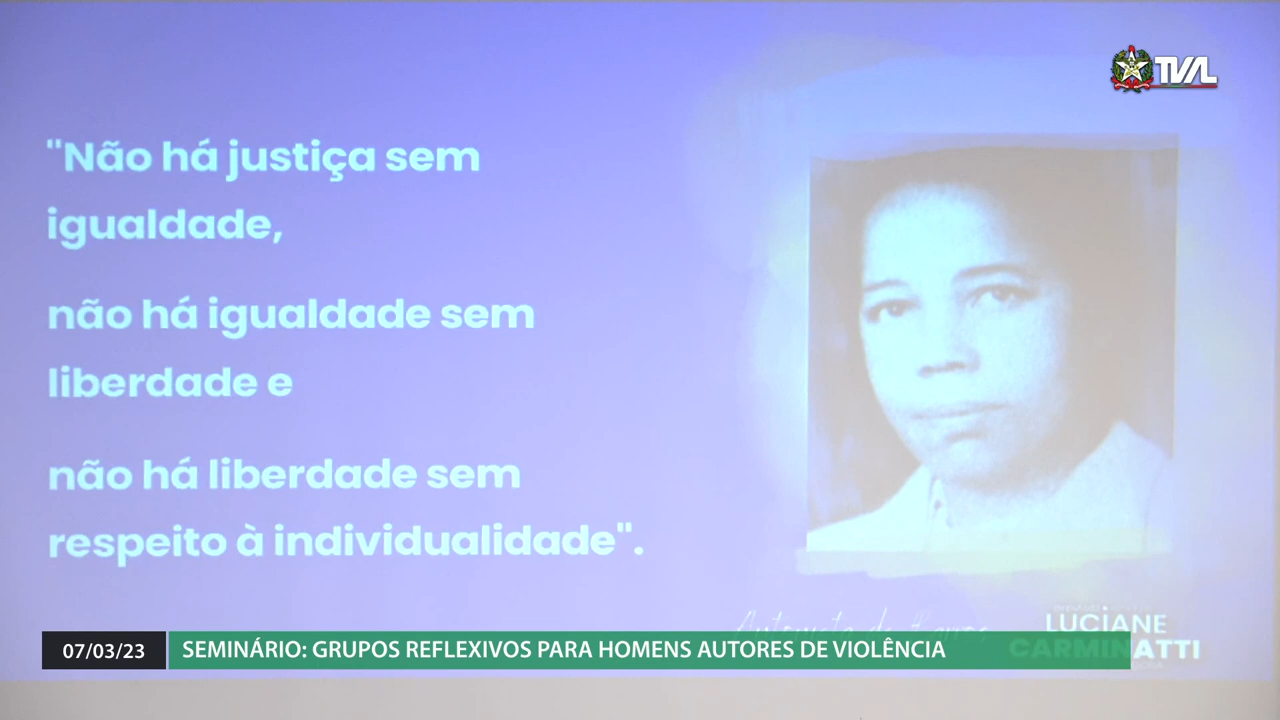 TVAL
"Não há justiça sem
igualdade,
não há igualdade sem
liberdade e
não há liberdade sem
respeito à individualidade".
LUCIANE
CARMINATTI
07/03/23
SEMINÁRIO: GRUPOS REFLEXIVOS PARA HOMENS AUTORES DE VIOLÊNCIA